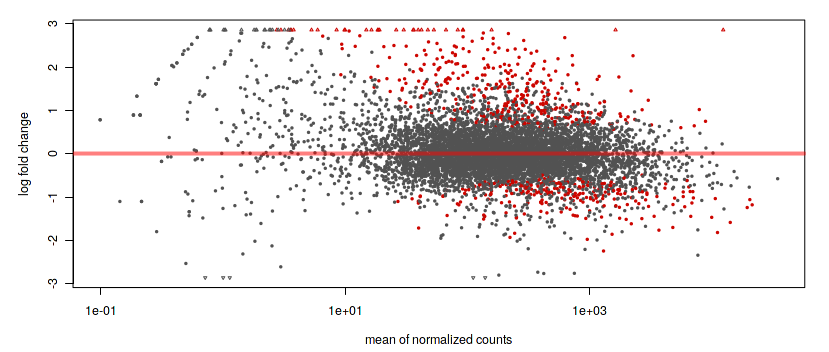 3
2
1
0
-1
-2
-3
log fold change
1e-01
1e+01
1e+03
mean of normalized counts